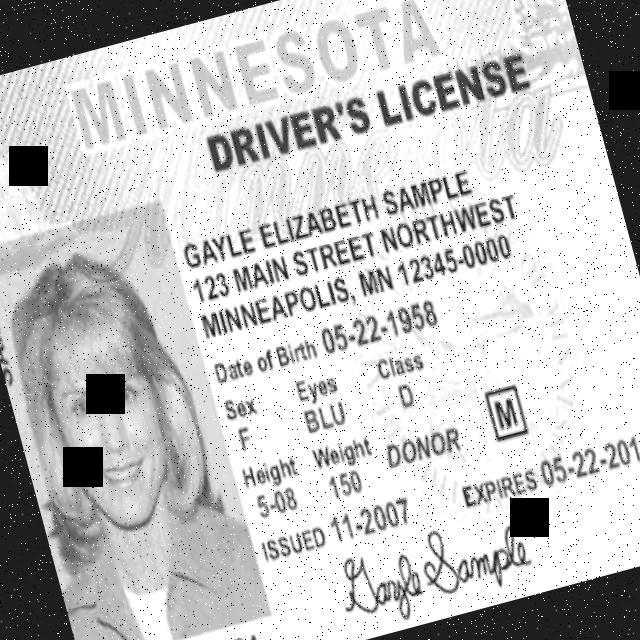 MINNESOTA
DRIVER'S LICENSE
GAYLE ELIZABETH SAMPLE
123 MAIN STREET NORTHWEST
MINNEAPOLIS, MN 12345-0000
Date of Birth 05-22-1958
Sex Eyes Class
F BLU D
Height Weight DONOR M
5-08 150
ISSUED 11-2007 EXPIRES 05-22-201
Gayle Sample